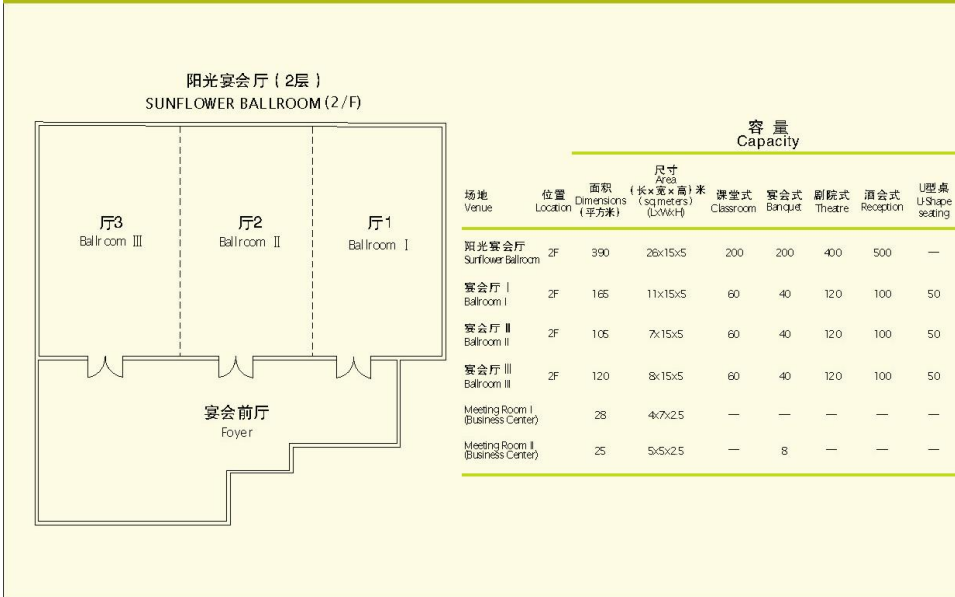 阳光宴会厅（2层）
SUNFLOWER BALLROOM (2/F)
厅3
Ballroom III
厅2
Ballroom II
厅1
Ballroom I
宴会前厅
Foyer
容 量
Capacity
场地
Venue
位置
Location
面积
Dimensions
(平方米)
尺寸
Area
(长×宽×高) 米
(sq.meters)
(LxWxH)
课堂式
Classroom
宴会式
Banquet
剧院式
Theatre
酒会式
Reception
U型桌
U-Shape
seating
阳光宴会厅
Sunflower Ballroom 2F 390 26x15x5 200 200 400 500 —
宴会厅 I
Ballroom I 2F 165 11x15x5 60 40 120 100 50
宴会厅 II
Ballroom II 2F 105 7x15x5 60 40 120 100 50
宴会厅 III
Ballroom III 2F 120 8x15x5 60 40 120 100 50
Meeting Room I
(Business Center) 28 4x7x2.5 — — — — —
Meeting Room II
(Business Center) 25 5x5x2.5 — 8 — — —